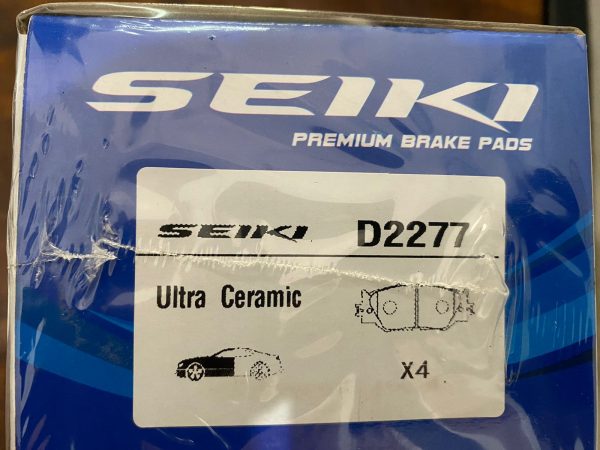 SEIKI
PREMIUM BRAKE PADS
SEIKI D2277
Ultra Ceramic
X4